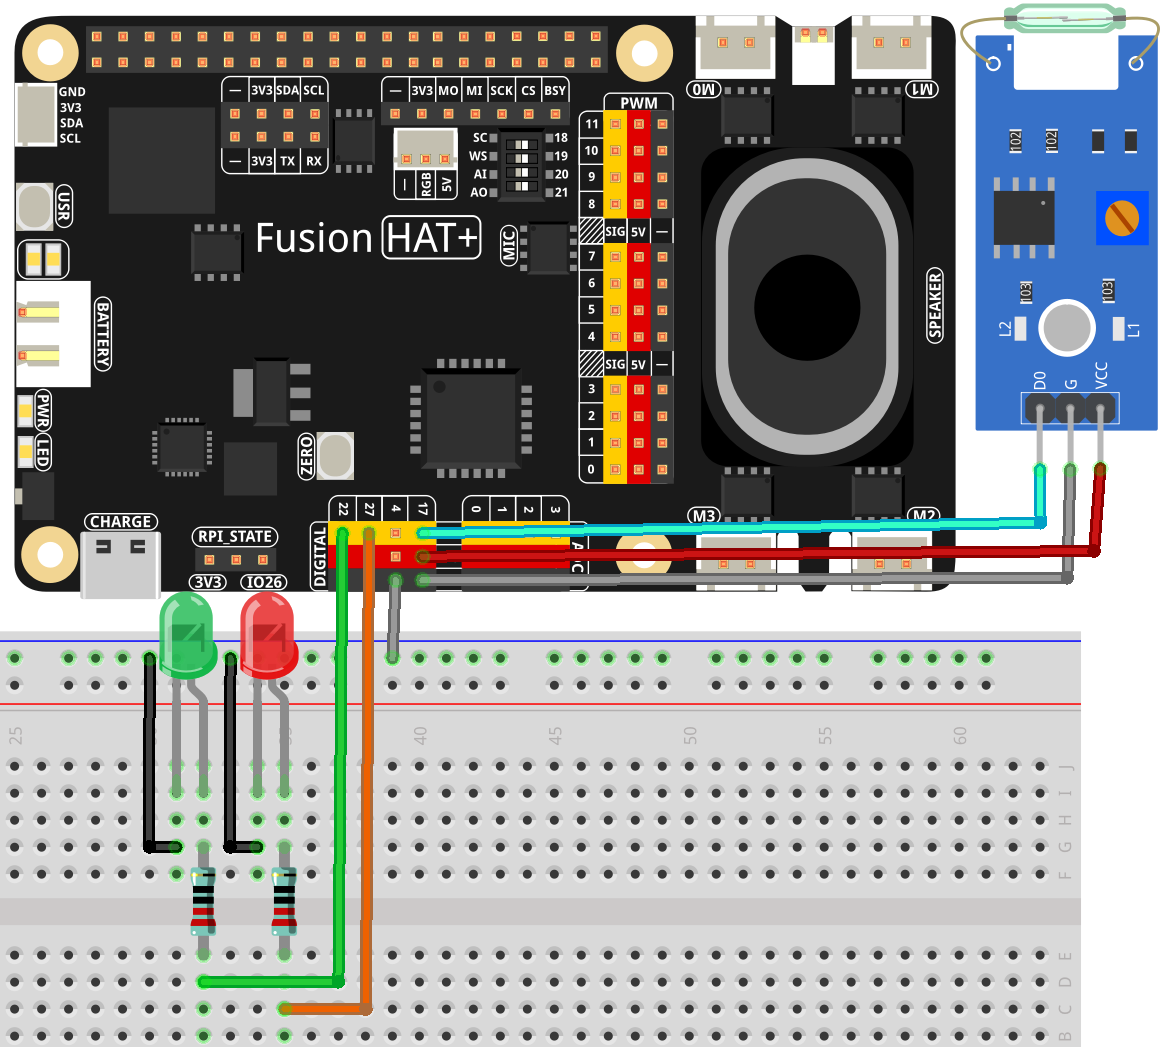 GND
3V3
SDA
SCL
— 3V3 SDA SCL
— 3V3 TX RX
— 3V3 MO MI SCK CS BSY
— RGB 5V
SC 18
WS 19
AI 20
AO 21
PWM
11
10
9
8
SIG 5V —
7
6
5
4
SIG 5V —
3
2
1
0
M0
M1
USR
Fusion HAT+
MIC
BATTERY
SPEAKER
PWR
LED
ZERO
CHARGE
RPI_STATE
3V3 IO26
DIGITAL
22 27 4 17
0 1 2 3
M3
M2
102 102
103 103
L2 L1
D0 G VCC
25 40 45 50 55 60
J
I
H
G
F
E
D
C
B